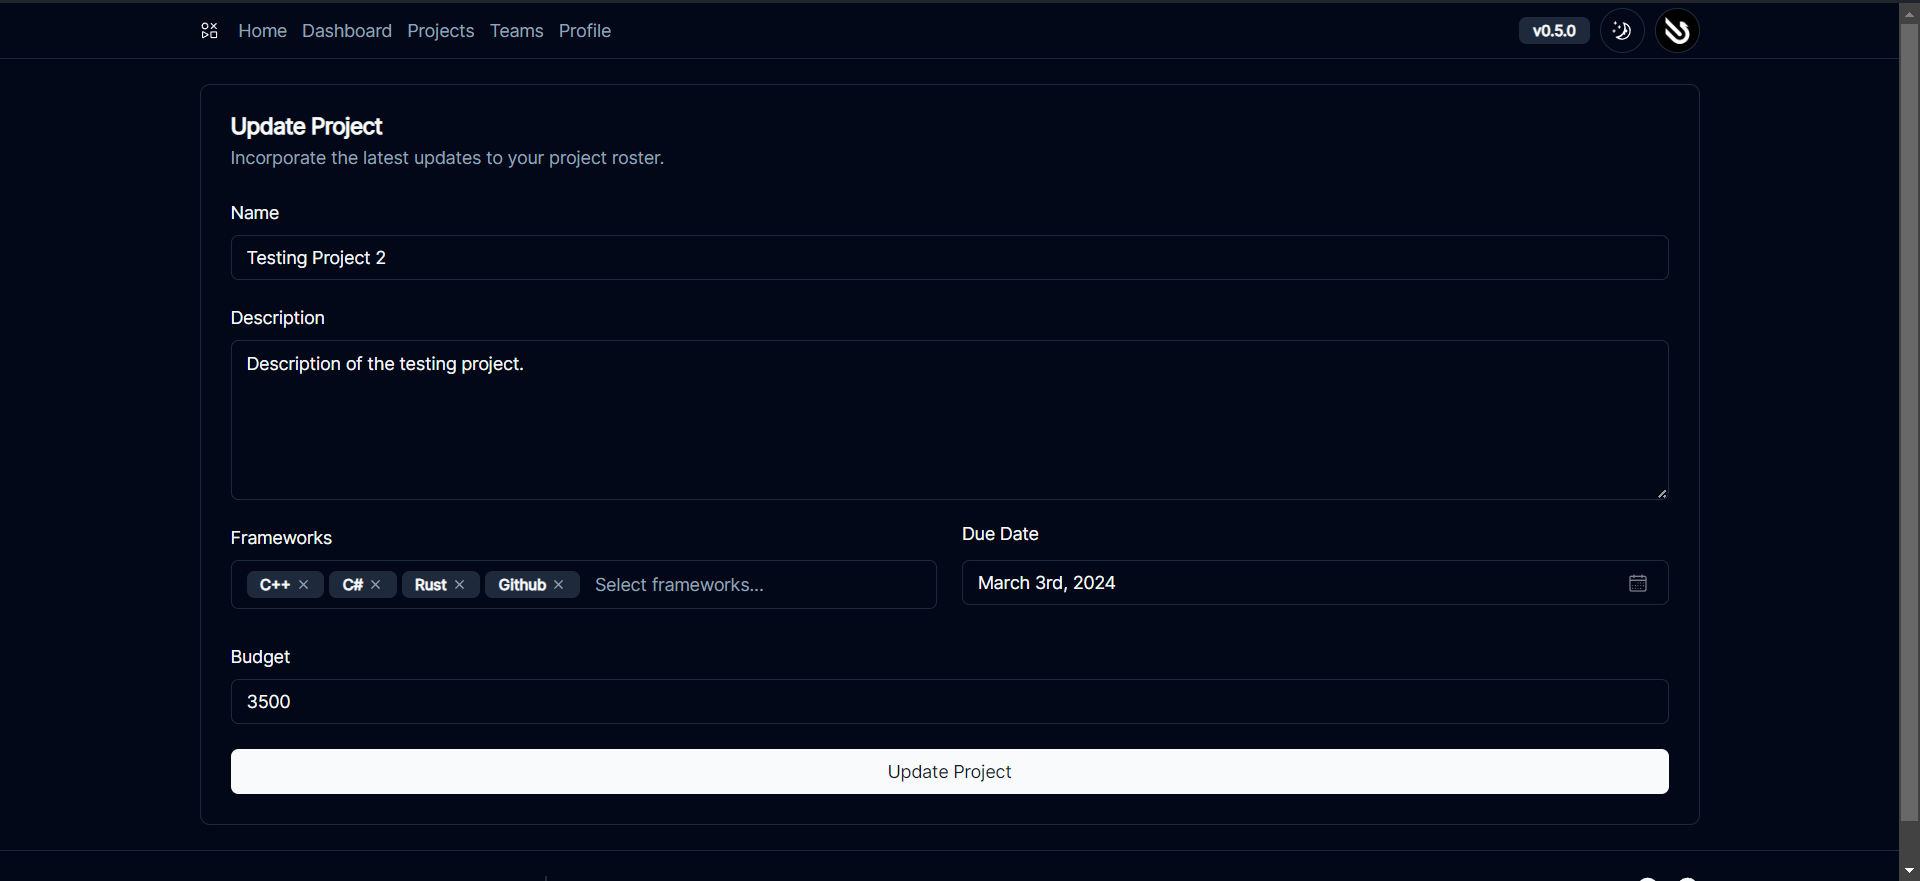 Home Dashboard Projects Teams Profile v0.5.0
Update Project
Incorporate the latest updates to your project roster.
Name
Testing Project 2
Description
Description of the testing project.
Frameworks
C++ C# Rust Github Select frameworks...
Due Date
March 3rd, 2024
Budget
3500
Update Project